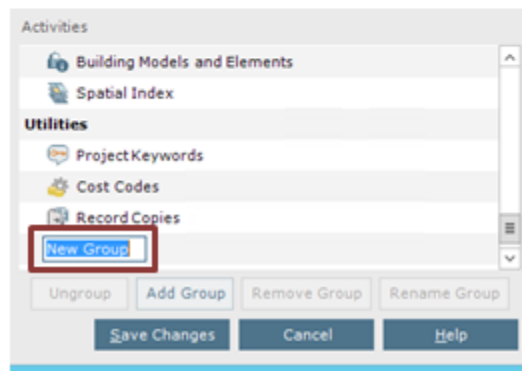 Activities
Building Models and Elements
Spatial Index
Utilities
Project Keywords
Cost Codes
Record Copies
New Group
Ungroup Add Group Remove Group Rename Group
Save Changes Cancel Help